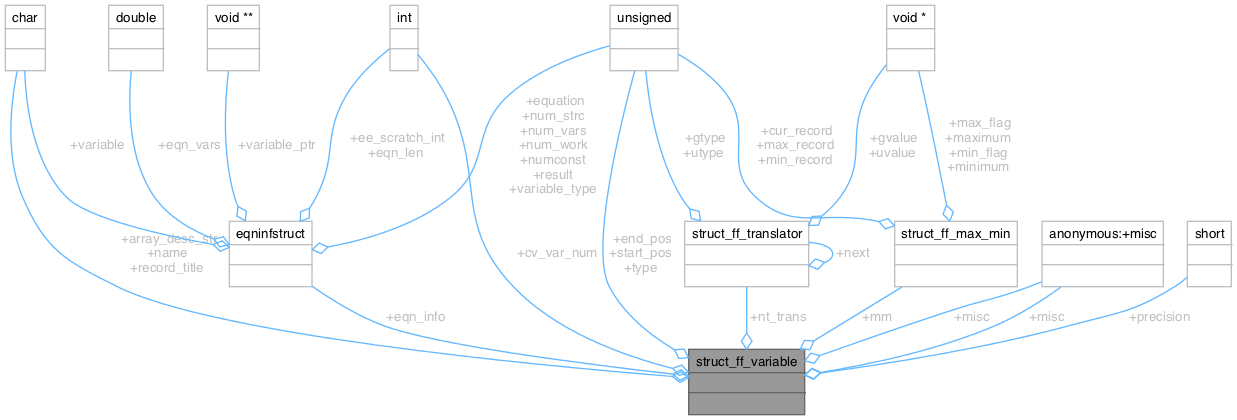 char
double
void **
int
unsigned
void *
+variable
+eqn_vars
+variable_ptr
+ee_scratch_int
+eqn_len
+equation
+num_strc
+num_vars
+num_work
+numconst
+result
+variable_type
+gtype
+utype
+cur_record
+max_record
+min_record
+gvalue
+uvalue
+max_flag
+maximum
+min_flag
+minimum
+array_desc_str
+name
+record_title
eqninfstruct
+cv_var_num
+end_pos
+start_pos
+type
struct_ff_translator
+next
struct_ff_max_min
anonymous:+misc
short
+eqn_info
+nt_trans
+mm
+misc
+misc
+precision
struct_ff_variable